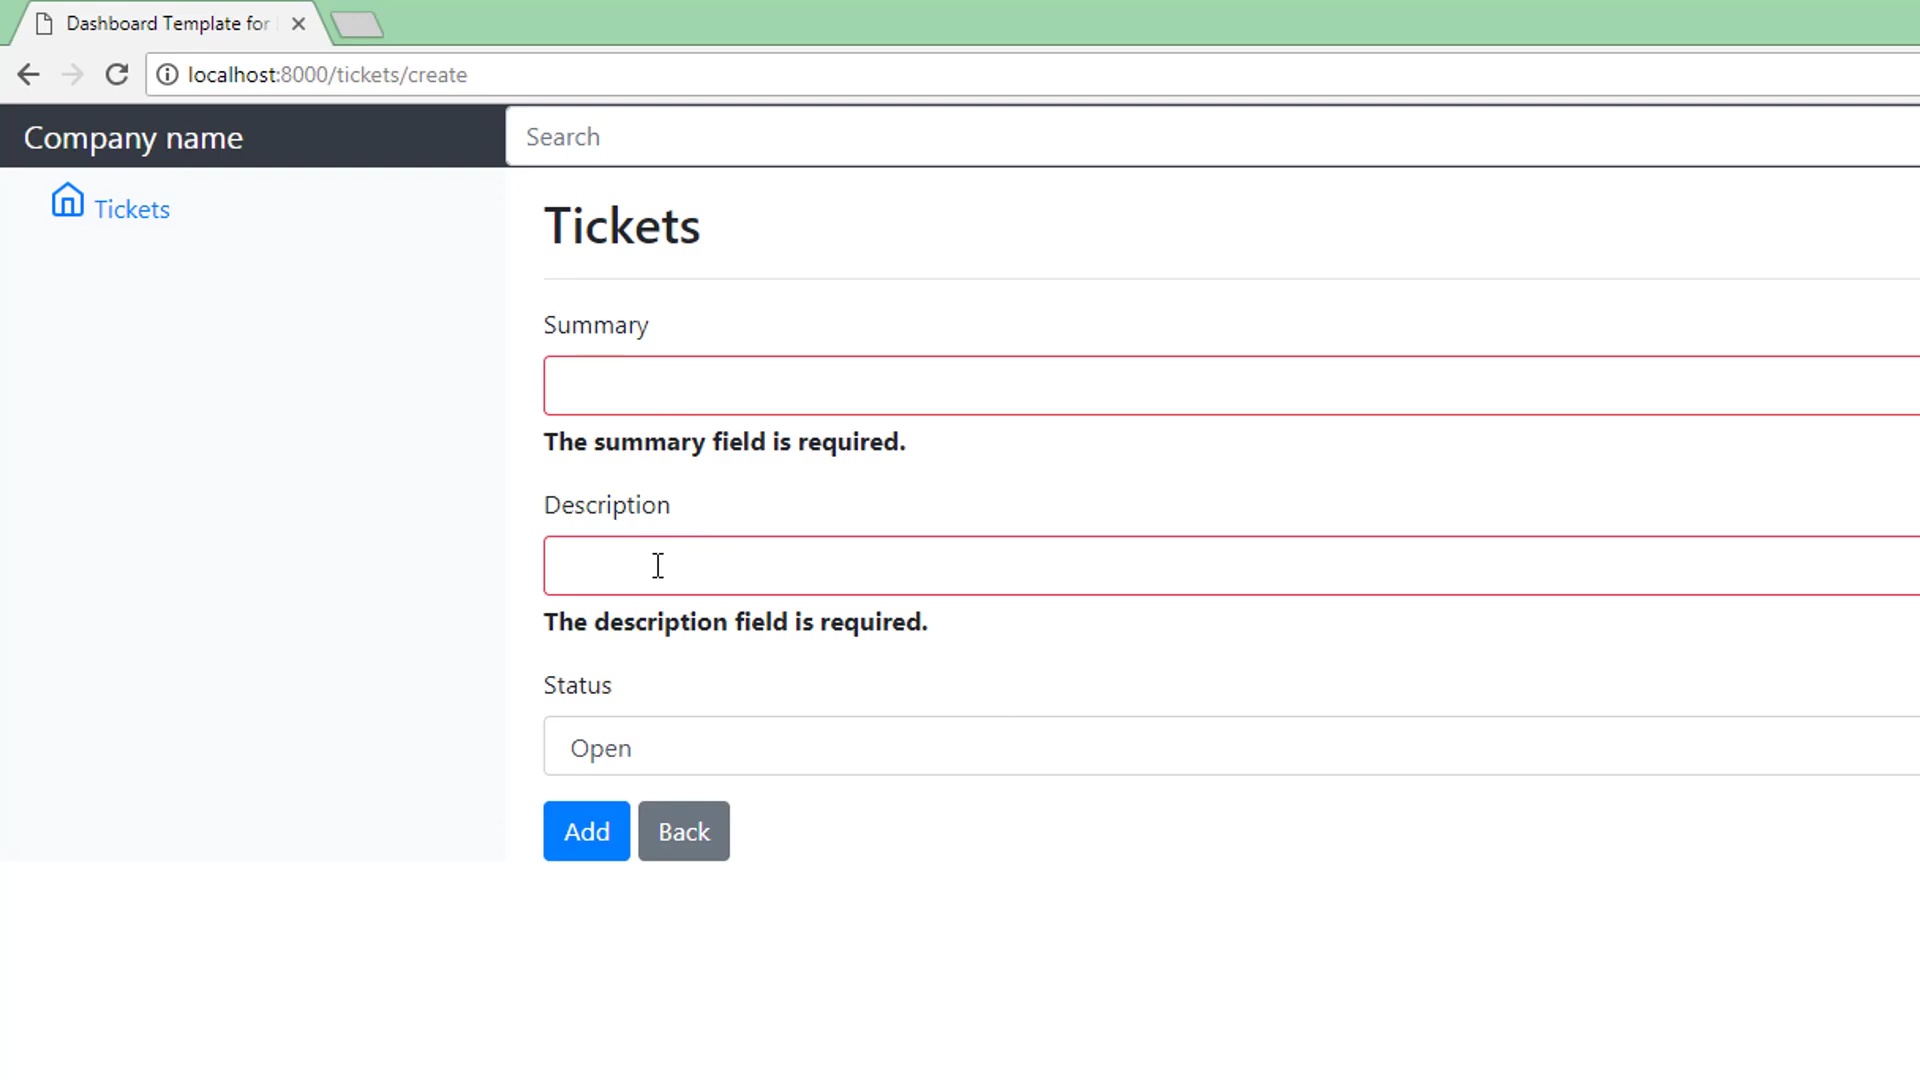 Dashboard Template for
localhost:8000/tickets/create
Company name
Search
Tickets
Tickets
Summary
The summary field is required.
Description
The description field is required.
Status
Open
Add Back